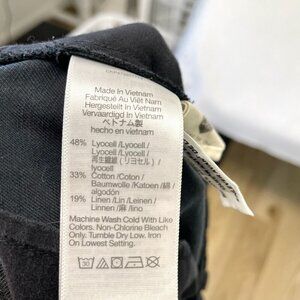 Made In Vietnam
Fabriqué Au Viêt Nam
Hergestellt In Vietnam
Vervaardigd In Vietnam
ベトナム製
hecho en vietnam
48% Lyocell /Lyocell /
Lyocell /Lyocell /
再生繊維 (リヨセル) /
lyocell
33% Cotton /Coton /
Baumwolle /Katoen /綿 /
algodón
19% Linen /Lin /Leinen /
Linnen /麻 /lino
Machine Wash Cold With Like
Colors. Non-Chlorine Bleach
Only. Tumble Dry Low. Iron
On Lowest Setting.